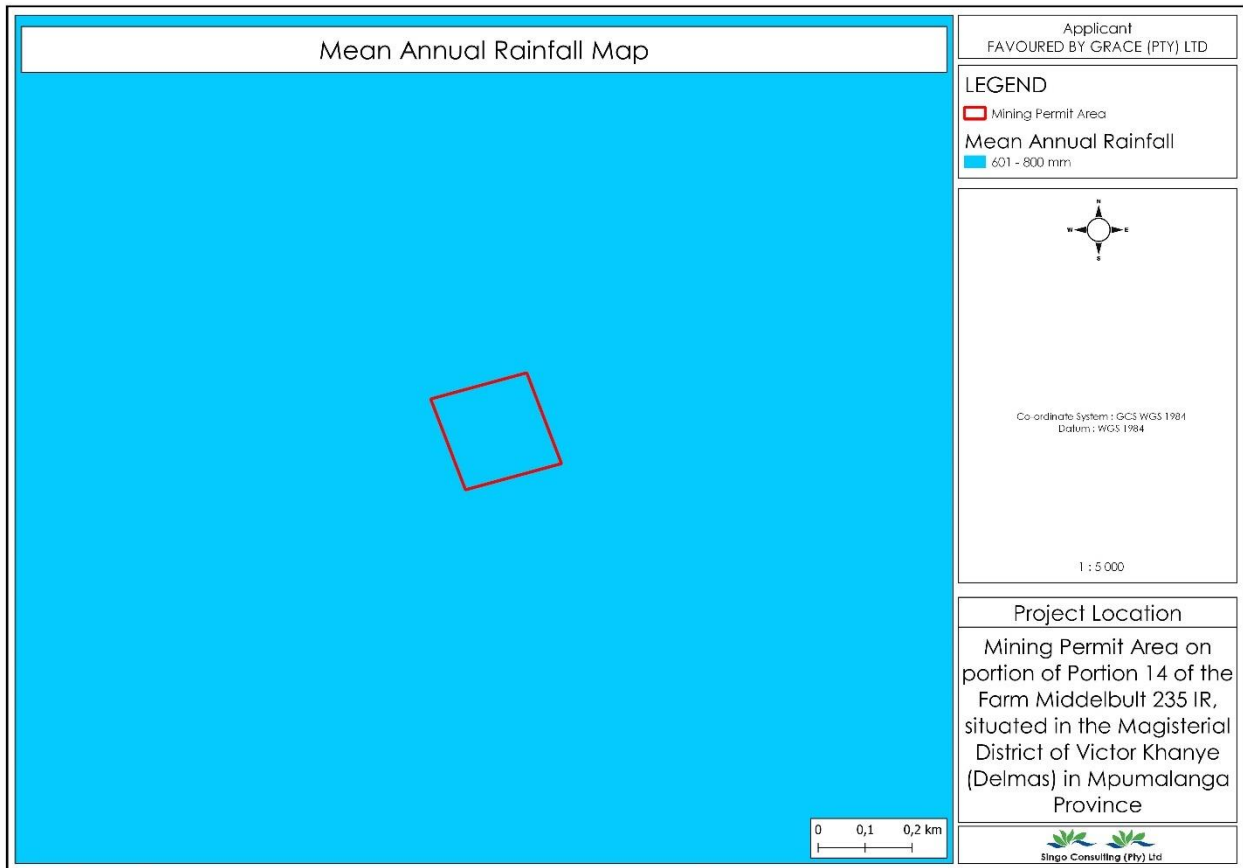 Mean Annual Rainfall Map
Applicant
FAVOURED BY GRACE (PTY) LTD
LEGEND
Mining Permit Area
Mean Annual Rainfall
601 - 800 mm
N
W E
S
Co-ordinate System : GCS WGS 1984
Datum : WGS 1984
1 : 5 000
Project Location
Mining Permit Area on
portion of Portion 14 of the
Farm Middelbult 235 IR,
situated in the Magisterial
District of Victor Khanye
(Delmas) in Mpumalanga
Province
0 0,1 0,2 km
Singo Consulting (Pty) Ltd